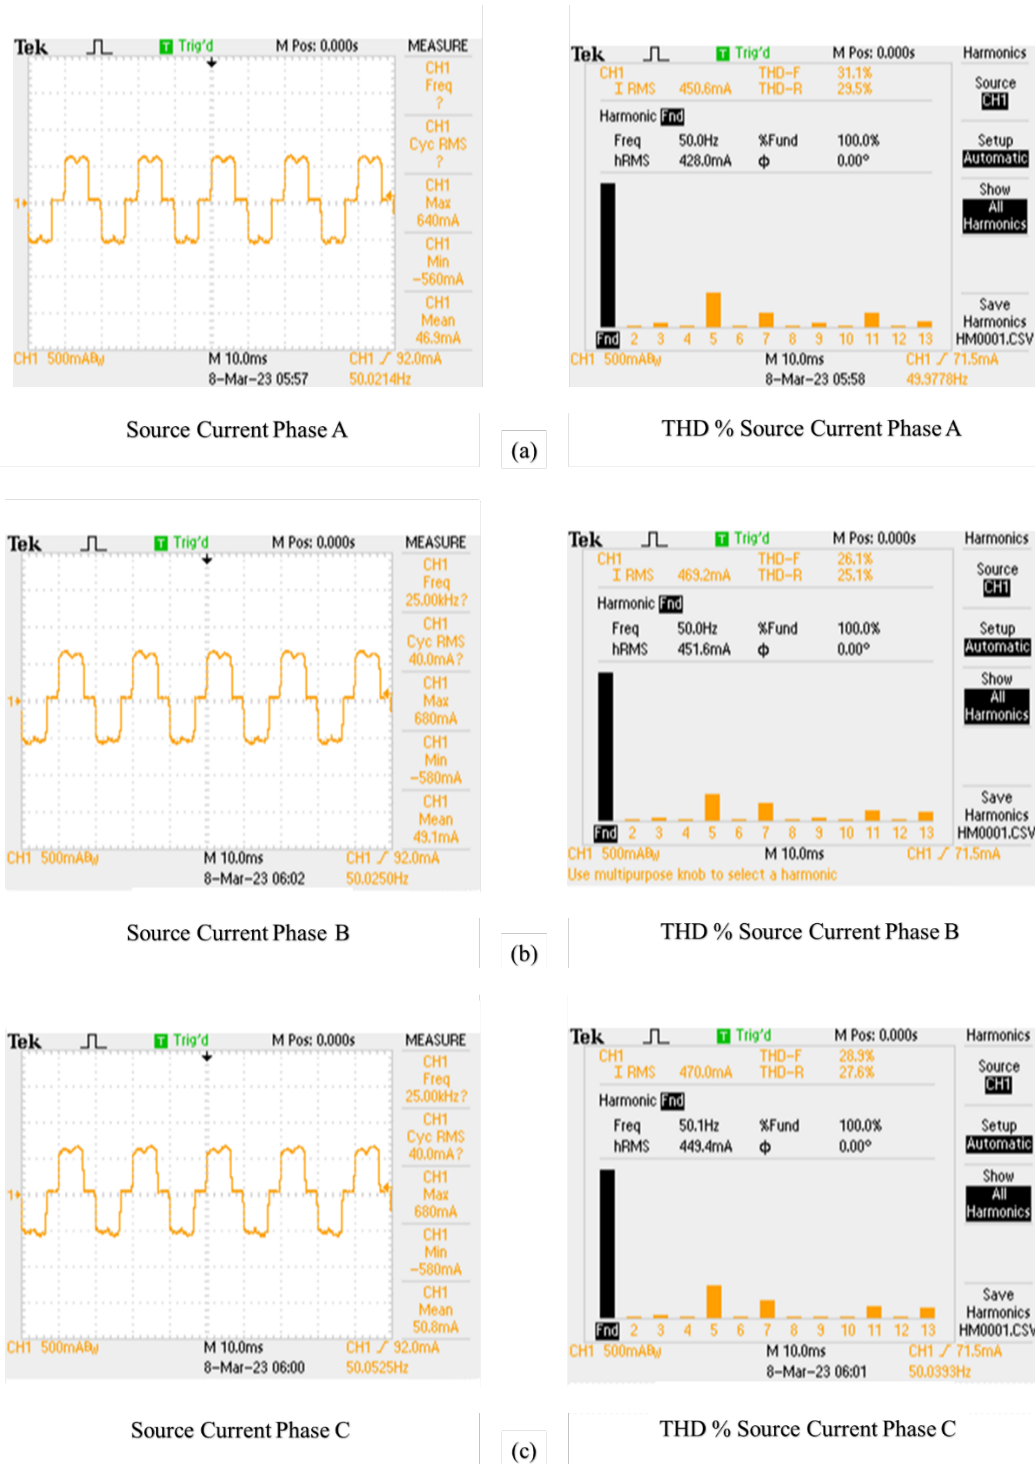 Tek Trig'd M Pos: 0.000s MEASURE
CH1
Freq
?
CH1
Cyc RMS
?
CH1
Max
640mA
CH1
Min
-560mA
CH1
Mean
46.9mA
1
CH1 500mABW M 10.0ms CH1 92.0mA
8-Mar-23 05:57 50.0214Hz
Source Current Phase A
Tek Trig'd M Pos: 0.000s Harmonics
CH1 THD-F 31.1%
I RMS 450.6mA THD-R 29.5%
Source
CH1
Harmonic Fnd
Freq 50.0Hz %Fund 100.0%
hRMS 428.0mA ϕ 0.00°
Setup
Automatic
Show
All
Harmonics
Save
Harmonics
HM0001.CSV
Fnd 2 3 4 5 6 7 8 9 10 11 12 13
CH1 500mABW M 10.0ms CH1 71.5mA
8-Mar-23 05:58 49.9778Hz
THD % Source Current Phase A
(a)
Tek Trig'd M Pos: 0.000s MEASURE
CH1
Freq
25.00kHz?
CH1
Cyc RMS
40.0mA?
CH1
Max
680mA
CH1
Min
-580mA
CH1
Mean
49.1mA
1
CH1 500mABW M 10.0ms CH1 92.0mA
8-Mar-23 06:02 50.0250Hz
Source Current Phase B
Tek Trig'd M Pos: 0.000s Harmonics
CH1 THD-F 26.1%
I RMS 469.2mA THD-R 25.1%
Source
CH1
Harmonic Fnd
Freq 50.0Hz %Fund 100.0%
hRMS 451.6mA ϕ 0.00°
Setup
Automatic
Show
All
Harmonics
Save
Harmonics
HM0001.CSV
Fnd 2 3 4 5 6 7 8 9 10 11 12 13
CH1 500mABW M 10.0ms CH1 71.5mA
Use multipurpose knob to select a harmonic
THD % Source Current Phase B
(b)
Tek Trig'd M Pos: 0.000s MEASURE
CH1
Freq
25.00kHz?
CH1
Cyc RMS
40.0mA?
CH1
Max
680mA
CH1
Min
-580mA
CH1
Mean
50.8mA
1
CH1 500mABW M 10.0ms CH1 92.0mA
8-Mar-23 06:00 50.0525Hz
Source Current Phase C
Tek Trig'd M Pos: 0.000s Harmonics
CH1 THD-F 28.9%
I RMS 470.0mA THD-R 27.6%
Source
CH1
Harmonic Fnd
Freq 50.1Hz %Fund 100.0%
hRMS 449.4mA ϕ 0.00°
Setup
Automatic
Show
All
Harmonics
Save
Harmonics
HM0001.CSV
Fnd 2 3 4 5 6 7 8 9 10 11 12 13
CH1 500mABW M 10.0ms CH1 71.5mA
8-Mar-23 06:01 50.0393Hz
THD % Source Current Phase C
(c)